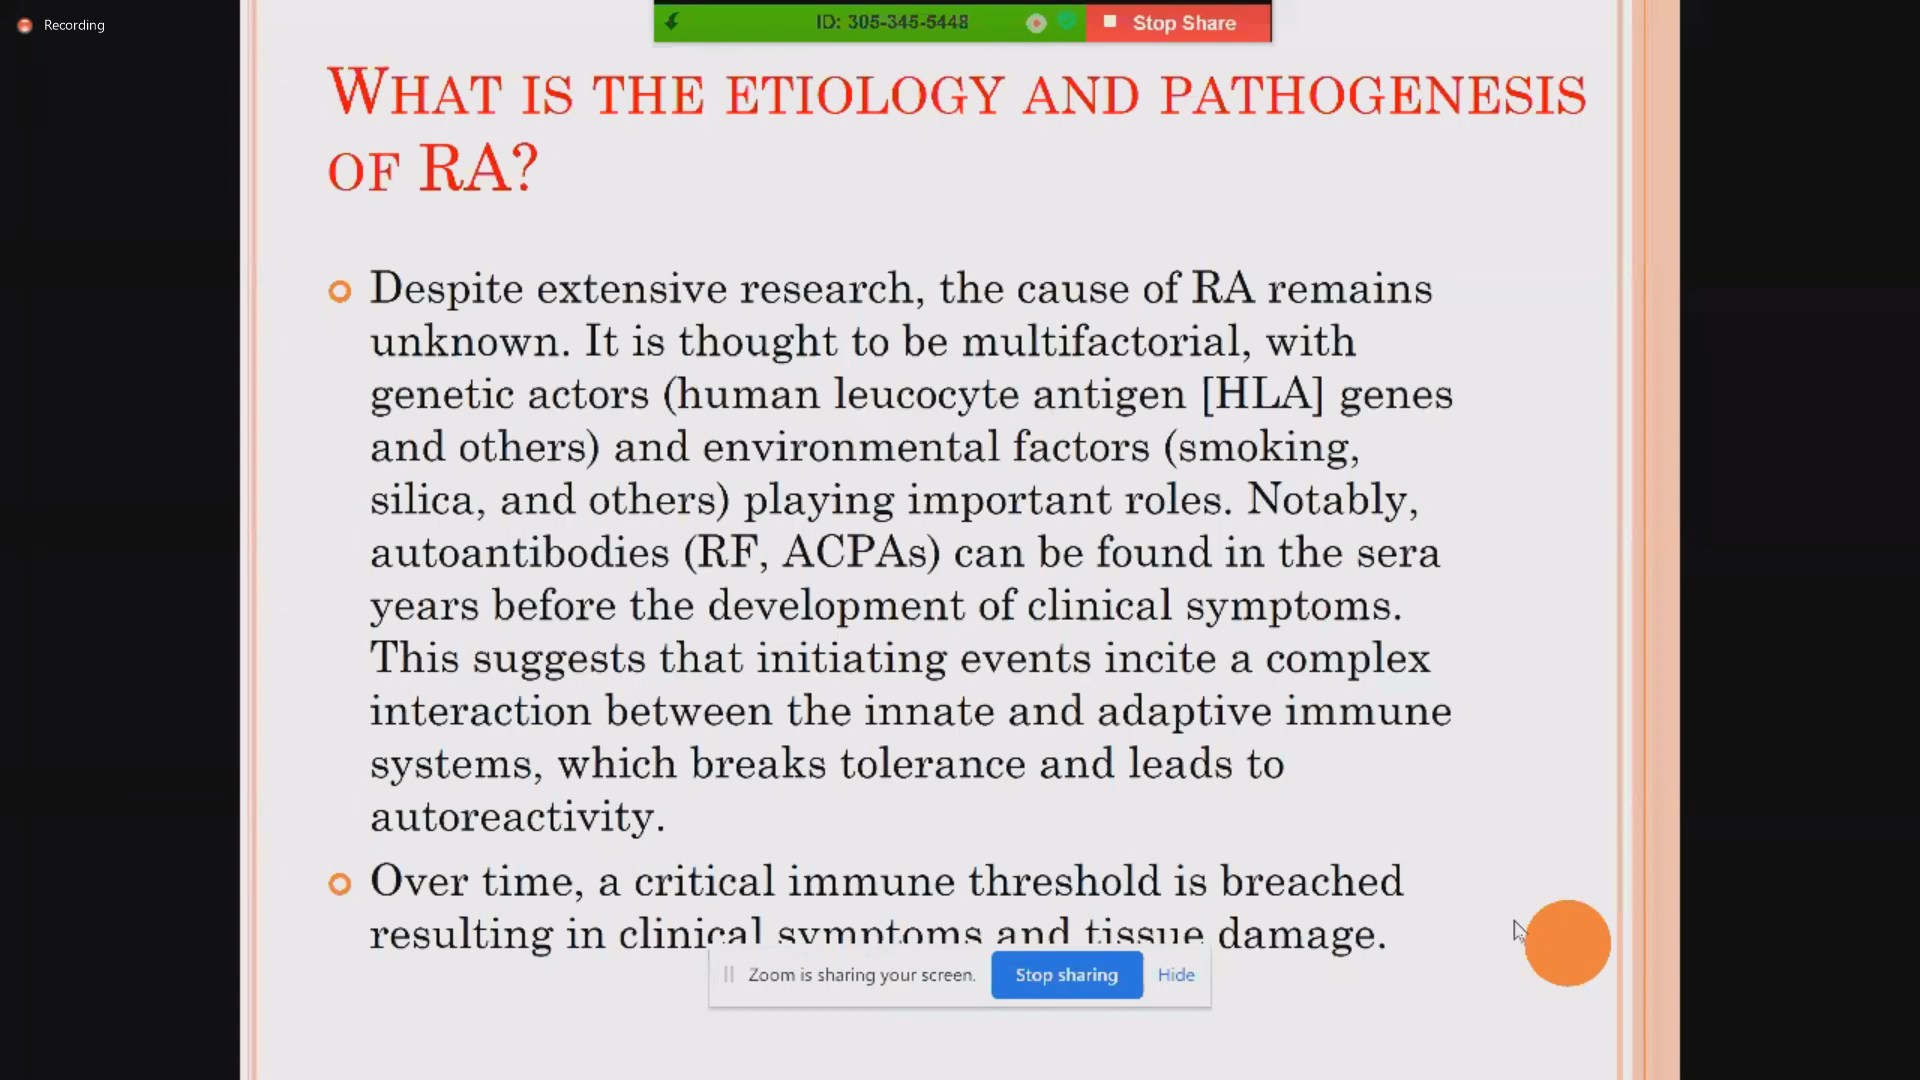 Recording
ID: 305-345-5448
Stop Share
WHAT IS THE ETIOLOGY AND PATHOGENESIS
OF RA?
Despite extensive research, the cause of RA remains
unknown. It is thought to be multifactorial, with
genetic actors (human leucocyte antigen [HLA] genes
and others) and environmental factors (smoking,
silica, and others) playing important roles. Notably,
autoantibodies (RF, ACPAs) can be found in the sera
years before the development of clinical symptoms.
This suggests that initiating events incite a complex
interaction between the innate and adaptive immune
systems, which breaks tolerance and leads to
autoreactivity.
Over time, a critical immune threshold is breached
resulting in clinical symptoms and tissue damage.
Zoom is sharing your screen.
Stop sharing
Hide